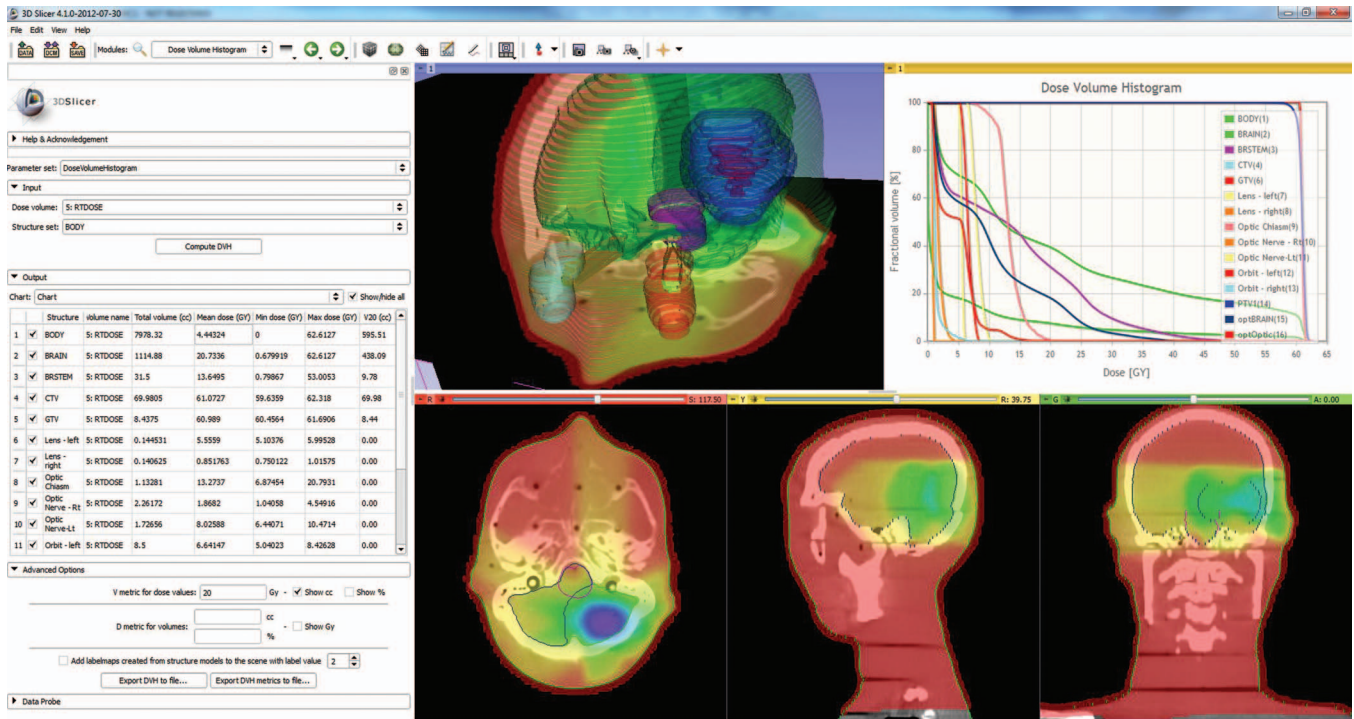 3D Slicer 4.1.0-2012-07-30
File Edit View Help
DATA DCM SAVE Modules: Dose Volume Histogram
3DSlicer
Help & Acknowledgement
Parameter set: DoseVolumeHistogram
Input
Dose volume: 5: RTDOSE
Structure set: BODY
Compute DVH
Output
Chart: Chart Show/hide all
Structure Volume name Total volume (cc) Mean dose (GY) Min dose (GY) Max dose (GY) V20 (cc)
1 BODY 5: RTDOSE 7978.32 4.44324 0 62.6127 595.51
2 BRAIN 5: RTDOSE 1114.88 20.7336 0.679919 62.6127 438.09
3 BRSTEM 5: RTDOSE 31.5 13.6495 0.79867 53.0053 9.78
4 CTV 5: RTDOSE 69.9805 61.0727 59.6359 62.318 69.98
5 GTV 5: RTDOSE 8.4375 60.989 60.4564 61.6906 8.44
6 Lens - left 5: RTDOSE 0.144531 5.5559 5.10376 5.99528 0.00
7 Lens - right 5: RTDOSE 0.140625 0.851763 0.750122 1.01575 0.00
8 Optic Chiasm 5: RTDOSE 1.13281 13.2737 6.87454 20.7931 0.00
9 Optic Nerve - Rt 5: RTDOSE 2.26172 1.8682 1.04058 4.54916 0.00
10 Optic Nerve-Lt 5: RTDOSE 1.72656 8.02588 6.44071 10.4714 0.00
11 Orbit - left 5: RTDOSE 8.5 6.64147 5.04023 8.42628 0.00
Advanced Options
V metric for dose values: 20 Gy - Show cc Show %
D metric for volumes: cc
% - Show Gy
Add labelmaps created from structure models to the scene with label value 2
Export DVH to file... Export DVH metrics to file...
Data Probe
1
1
Dose Volume Histogram
Fractional volume [%]
100
80
60
40
20
0
0 5 10 15 20 25 30 35 40 45 50 55 60 65
Dose [GY]
BODY(1)
BRAIN(2)
BRSTEM(3)
CTV(4)
GTV(6)
Lens - left(7)
Lens - right(8)
Optic Chiasm(9)
Optic Nerve - Rt(10)
Optic Nerve-Lt(11)
Orbit - left(12)
Orbit - right(13)
PTV1(14)
optBRAIN(15)
optOptic(16)
R S: 117.50
Y R: 39.75
G A: 0.00